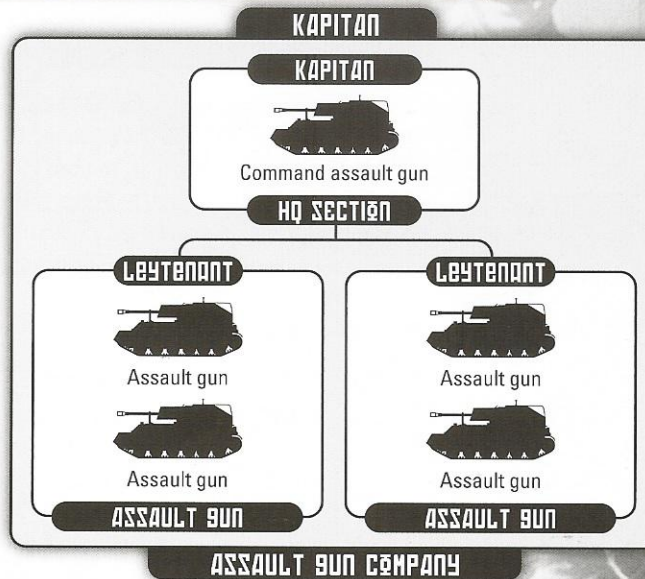 KAPITAN
KAPITAN
Command assault gun
HQ SECTION
LEYTENANT
Assault gun
Assault gun
ASSAULT GUN
LEYTENANT
Assault gun
Assault gun
ASSAULT GUN
ASSAULT GUN COMPANY